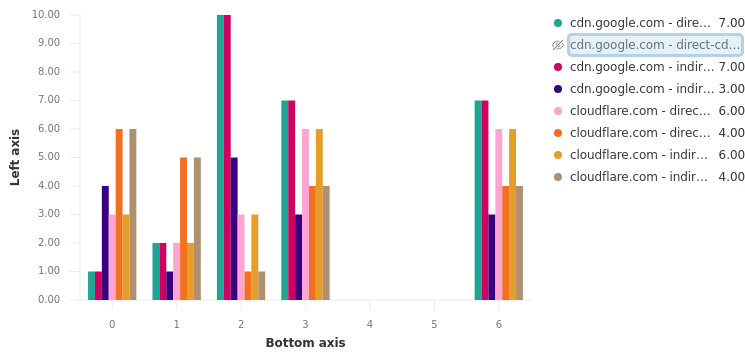 10.00
9.00
8.00
7.00
6.00
5.00
4.00
3.00
2.00
1.00
0.00
Left axis
0 1 2 3 4 5 6
Bottom axis
cdn.google.com - dire... 7.00
cdn.google.com - direct-cd...
cdn.google.com - indir... 7.00
cdn.google.com - indir... 3.00
cloudflare.com - direc... 6.00
cloudflare.com - direc... 4.00
cloudflare.com - indir... 6.00
cloudflare.com - indir... 4.00